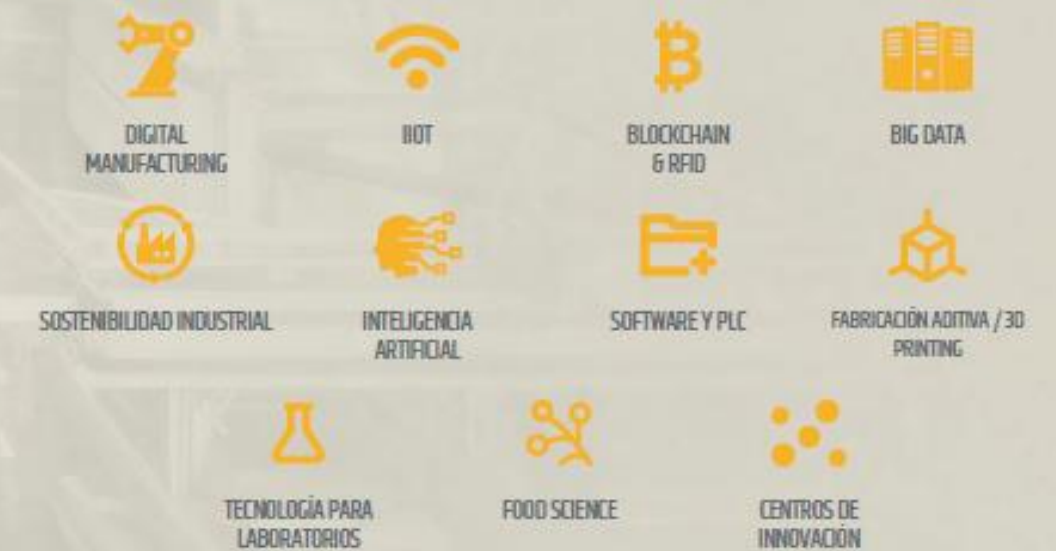 DIGITAL
MANUFACTURING
IIOT
BLOCKCHAIN
& RFID
BIG DATA
SOSTENIBILIDAD INDUSTRIAL
INTELIGENCIA
ARTIFICIAL
SOFTWARE Y PLC
FABRICACIÓN ADITIVA / 3D
PRINTING
TECNOLOGÍA PARA
LABORATORIOS
FOOD SCIENCE
CENTROS DE
INNOVACIÓN